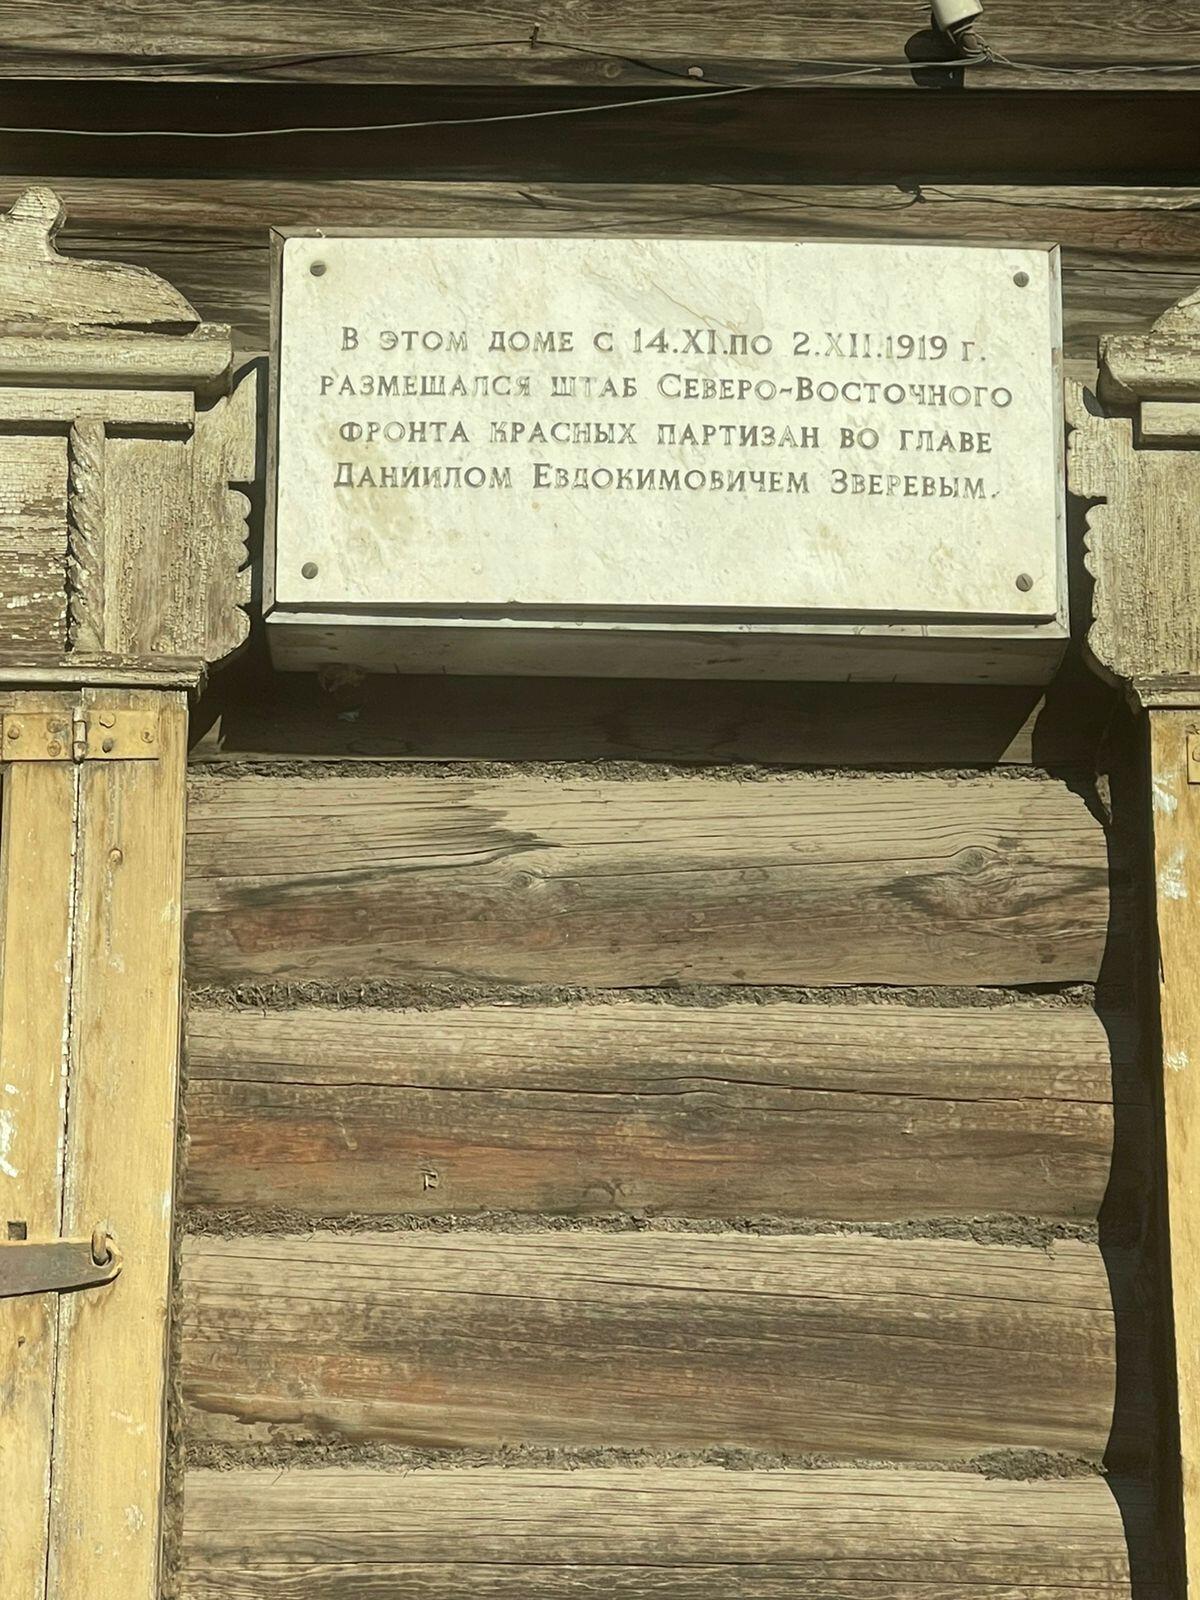 В этом доме с 14.XI.по 2.XII.1919 г.
размещался штаб Северо-Восточного
фронта красных партизан во главе
Даниилом Евдокимовичем Зверевым.